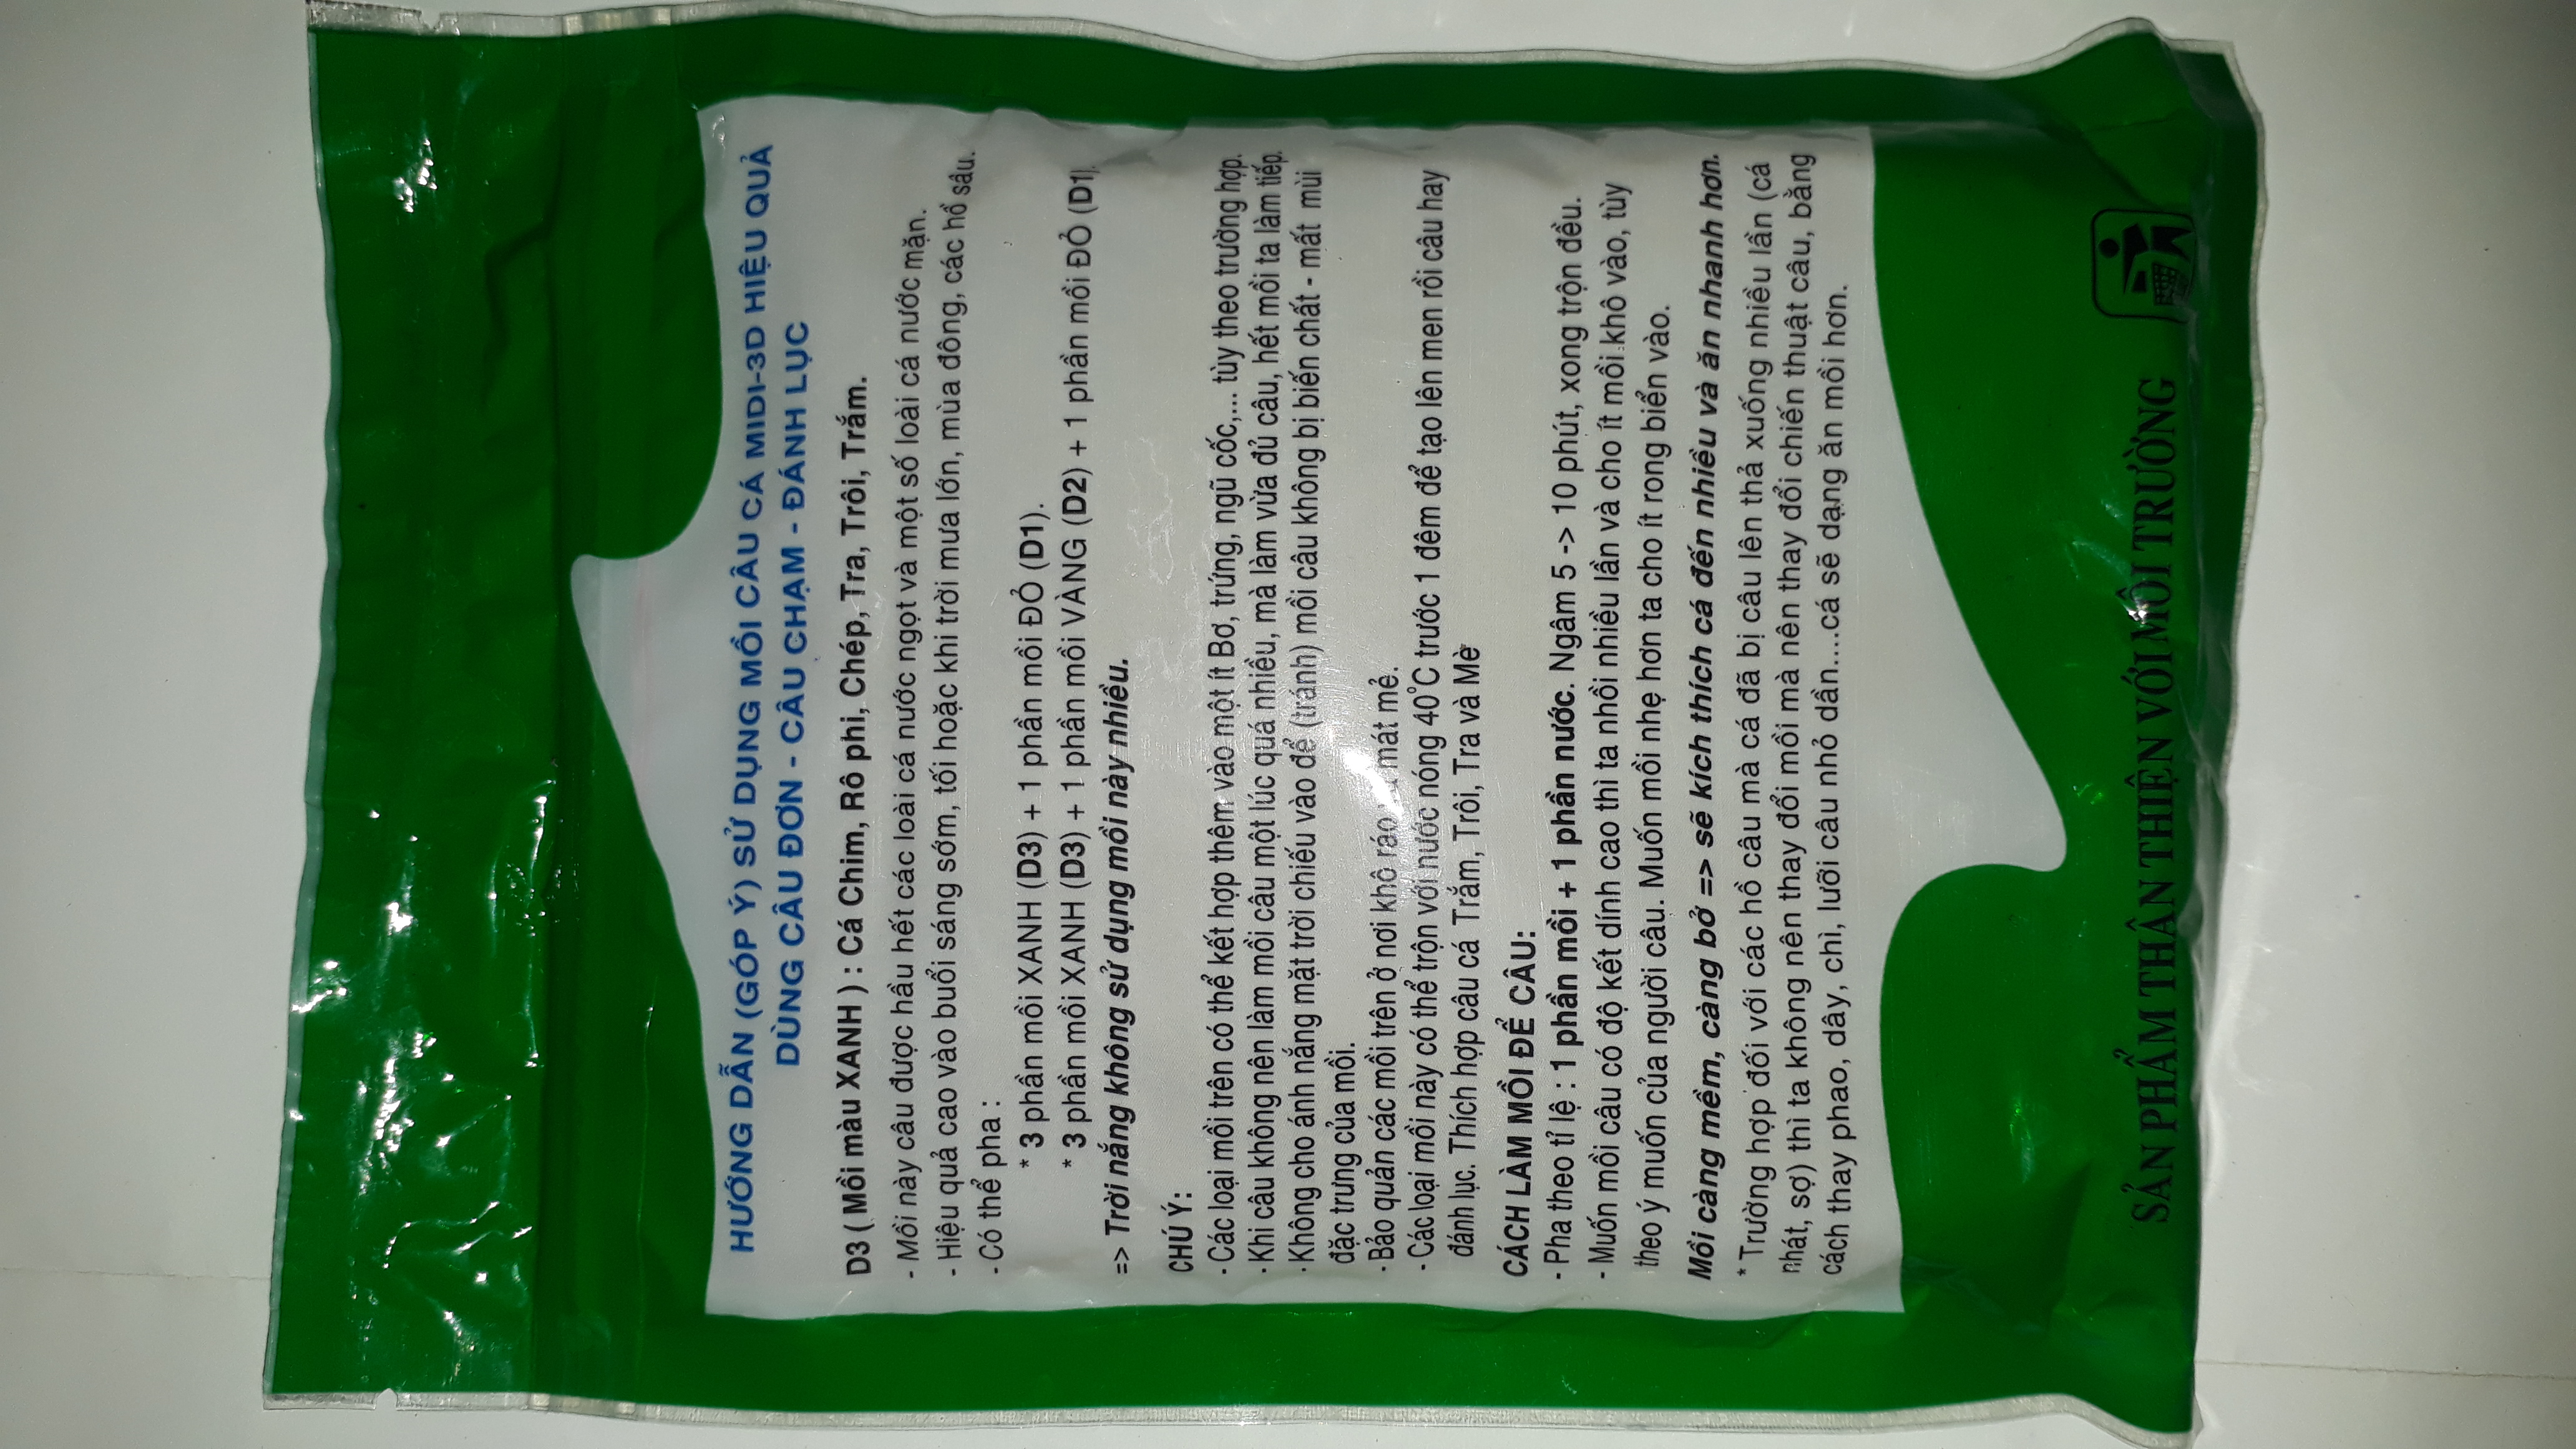 HƯỚNG DẪN (GÓP Ý) SỬ DỤNG MỒI CÂU CÁ MIDI-3D HIỆU QUẢ
DÙNG CÂU ĐƠN - CÂU CHẠM - ĐÁNH LỤC
D3 ( Mồi màu XANH ) : Cá Chim, Rô phi, Chép, Tra, Trôi, Trắm.
- Mồi này câu được hầu hết các loài cá nước ngọt và một số loài cá nước mặn.
- Hiệu quả cao vào buổi sáng sớm, tối hoặc khi trời mưa lớn, mùa đông, các hồ sâu.
- Có thể pha :
* 3 phần mồi XANH (D3) + 1 phần mồi ĐỎ (D1).
* 3 phần mồi XANH (D3) + 1 phần mồi VÀNG (D2) + 1 phần mồi ĐỎ (D1).
=> Trời nắng không sử dụng mồi này nhiều.
CHÚ Ý:
- Các loại mồi trên có thể kết hợp thêm vào một ít Bơ, trứng, ngũ cốc,... tùy theo trường hợp.
- Khi câu không nên làm mồi câu một lúc quá nhiều, mà làm vừa đủ câu, hết mồi ta làm tiếp.
- Không cho ánh nắng mặt trời chiếu vào để (tránh) mồi câu không bị biến chất - mất mùi
đặc trưng của mồi.
- Bảo quản các mồi trên ở nơi khô ráo mát mẻ.
- Các loại mồi này có thể trộn với nước nóng 40°C trước 1 đêm để tạo lên men rồi câu hay
đánh lục. Thích hợp câu cá Trắm, Trôi, Tra và Mè
CÁCH LÀM MỒI ĐỂ CÂU:
- Pha theo tỉ lệ : 1 phần mồi + 1 phần nước. Ngâm 5 -> 10 phút, xong trộn đều.
- Muốn mồi câu có độ kết dính cao thì ta nhồi nhiều lần và cho ít mồi khô vào, tùy
theo ý muốn của người câu. Muốn mồi nhẹ hơn ta cho ít rong biển vào.
Mồi càng mềm, càng bở => sẽ kích thích cá đến nhiều và ăn nhanh hơn.
* Trường hợp đối với các hồ câu mà cá đã bị câu lên thả xuống nhiều lần (cá
nhát, sợ) thì ta không nên thay đổi mồi mà nên thay đổi chiến thuật câu, bằng
cách thay phao, dây, chì, lưỡi câu nhỏ dần....cá sẽ dạng ăn mồi hơn.
SẢN PHẨM THÂN THIỆN VỚI MÔI TRƯỜNG